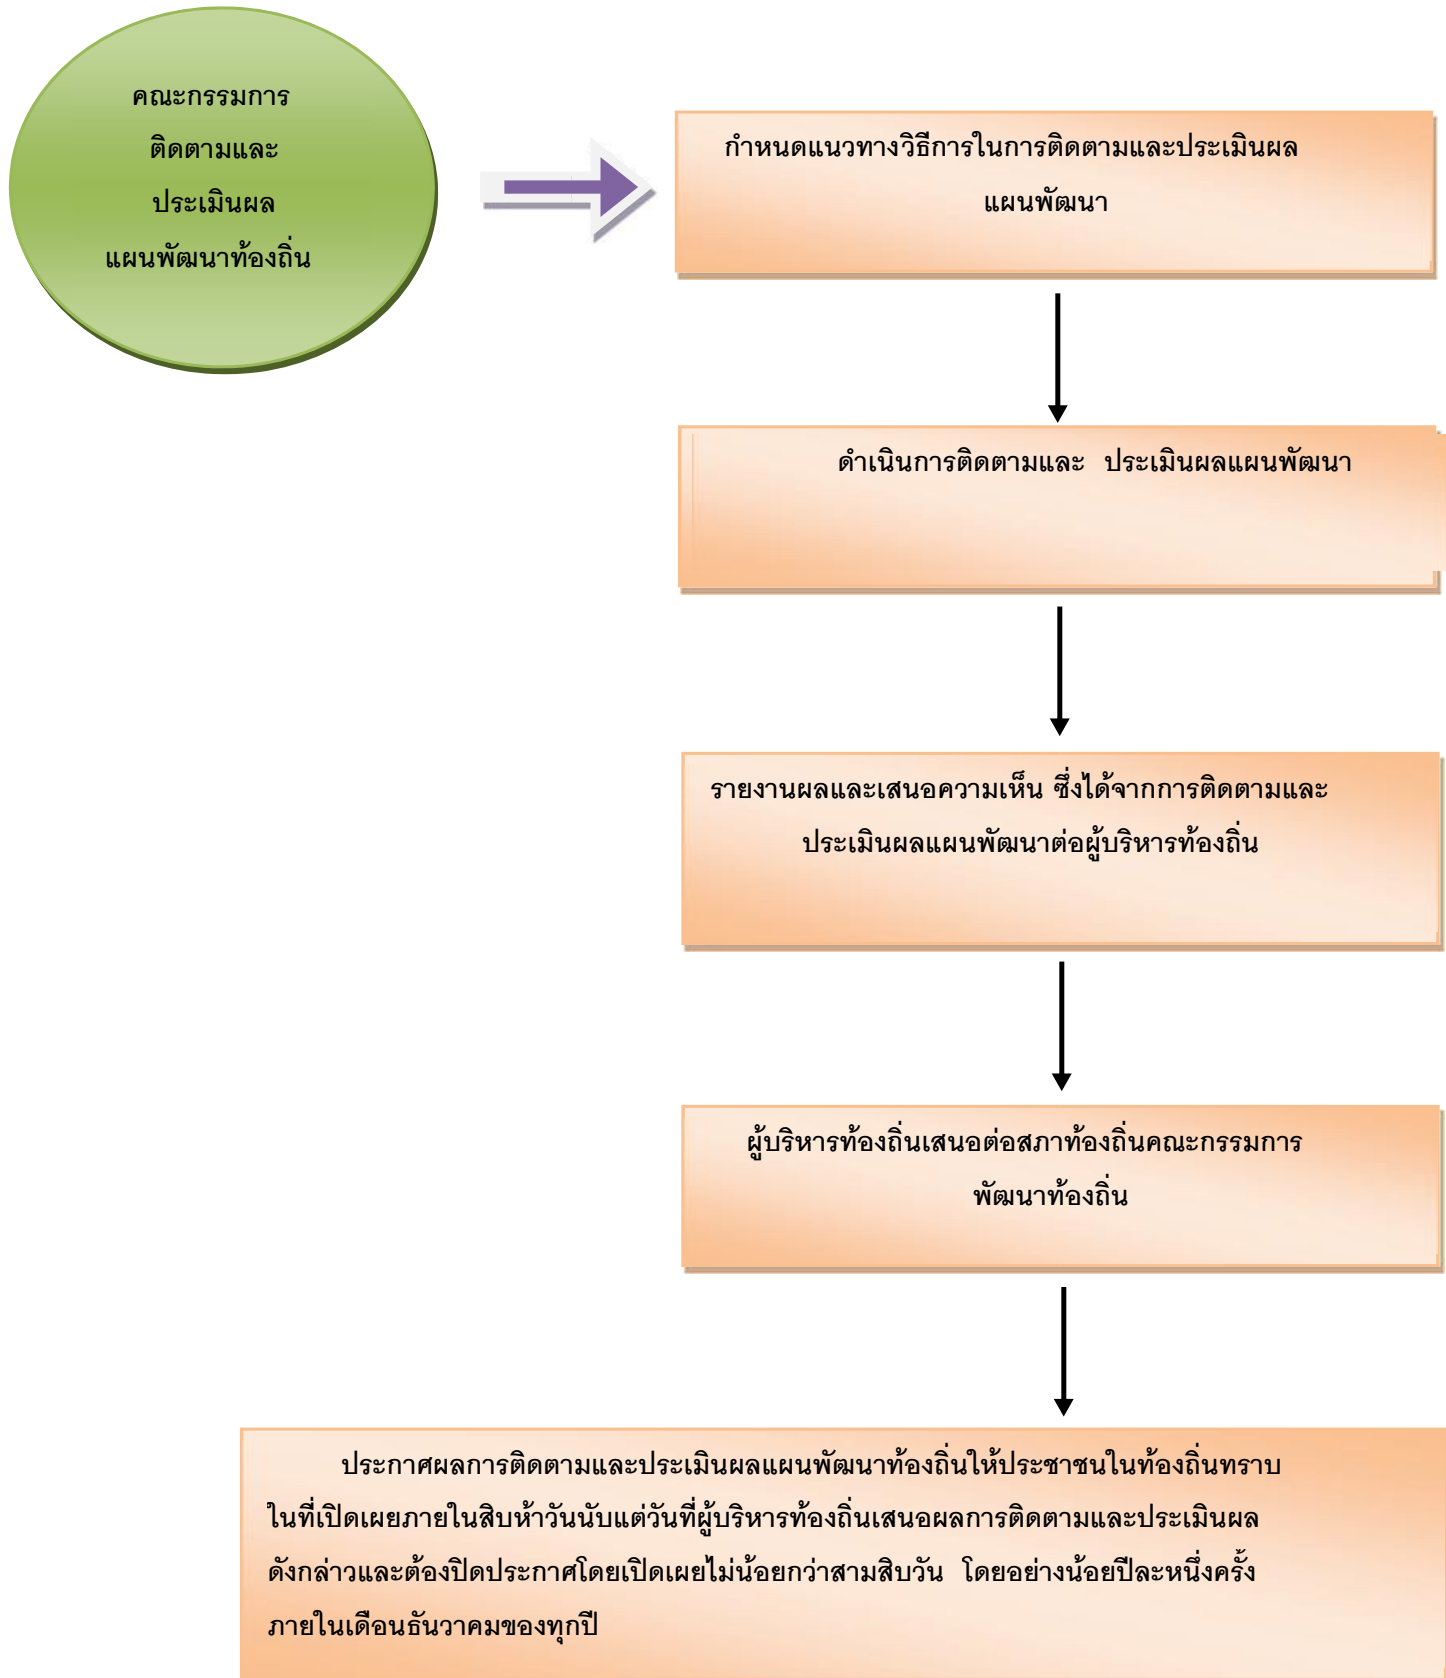 คณะกรรมการ
ติดตามและ
ประเมินผล
แผนพัฒนาท้องถิ่น
กำหนดแนวทางวิธีการในการติดตามและประเมินผล
แผนพัฒนา
ดำเนินการติดตามและ ประเมินผลแผนพัฒนา
รายงานผลและเสนอความเห็น ซึ่งได้จากการติดตามและ
ประเมินผลแผนพัฒนาต่อผู้บริหารท้องถิ่น
ผู้บริหารท้องถิ่นเสนอต่อสภาท้องถิ่นคณะกรรมการ
พัฒนาท้องถิ่น
ประกาศผลการติดตามและประเมินผลแผนพัฒนาท้องถิ่นให้ประชาชนในท้องถิ่นทราบ
ในที่เปิดเผยภายในสิบห้าวันนับแต่วันที่ผู้บริหารท้องถิ่นเสนอผลการติดตามและประเมินผล
ดังกล่าวและต้องปิดประกาศโดยเปิดเผยไม่น้อยกว่าสามสิบวัน โดยอย่างน้อยปีละหนึ่งครั้ง
ภายในเดือนธันวาคมของทุกปี